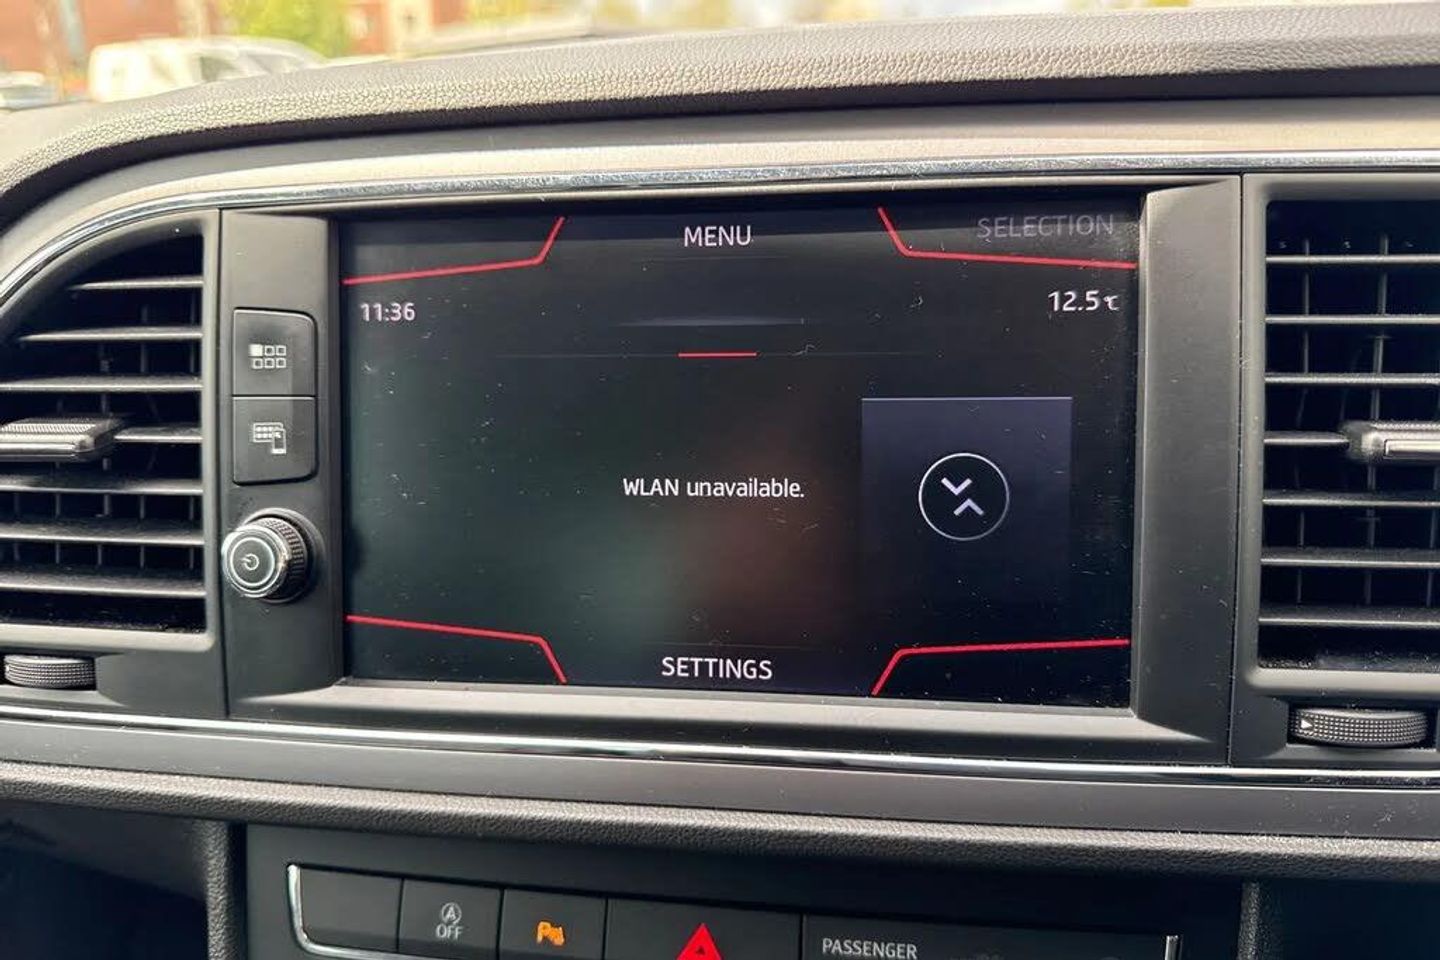 MENU
SELECTION
11:36
12.5℃
WLAN unavailable.
SETTINGS
A
OFF
P
PASSENGER